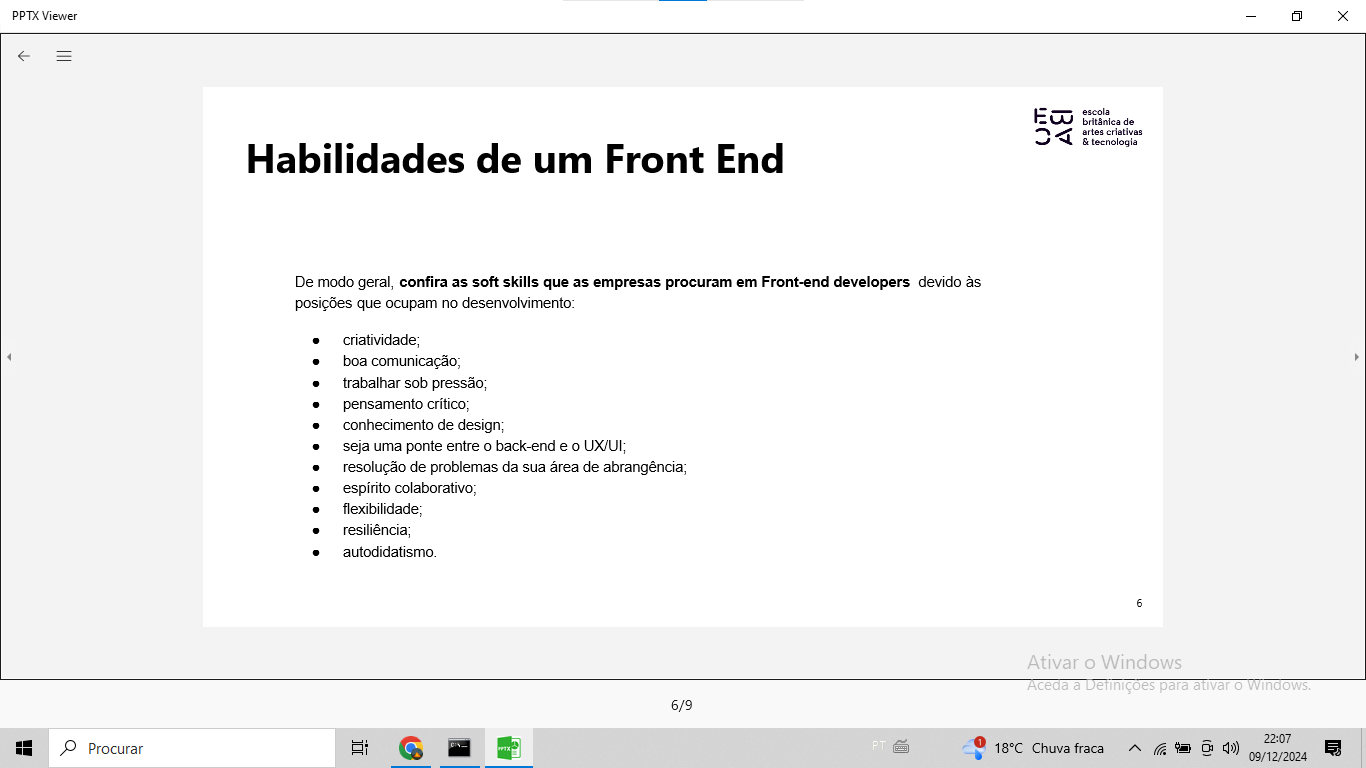 PPTX Viewer
escola
britânica de
artes criativas
& tecnologia
Habilidades de um Front End
De modo geral, confira as soft skills que as empresas procuram em Front-end developers devido às
posições que ocupam no desenvolvimento:
● criatividade;
● boa comunicação;
● trabalhar sob pressão;
● pensamento crítico;
● conhecimento de design;
● seja uma ponte entre o back-end e o UX/UI;
● resolução de problemas da sua área de abrangência;
● espírito colaborativo;
● flexibilidade;
● resiliência;
● autodidatismo.
6
Ativar o Windows
Aceda a Definições para ativar o Windows.
6/9
Procurar
PPTX
PT
1
18°C Chuva fraca
22:07
09/12/2024